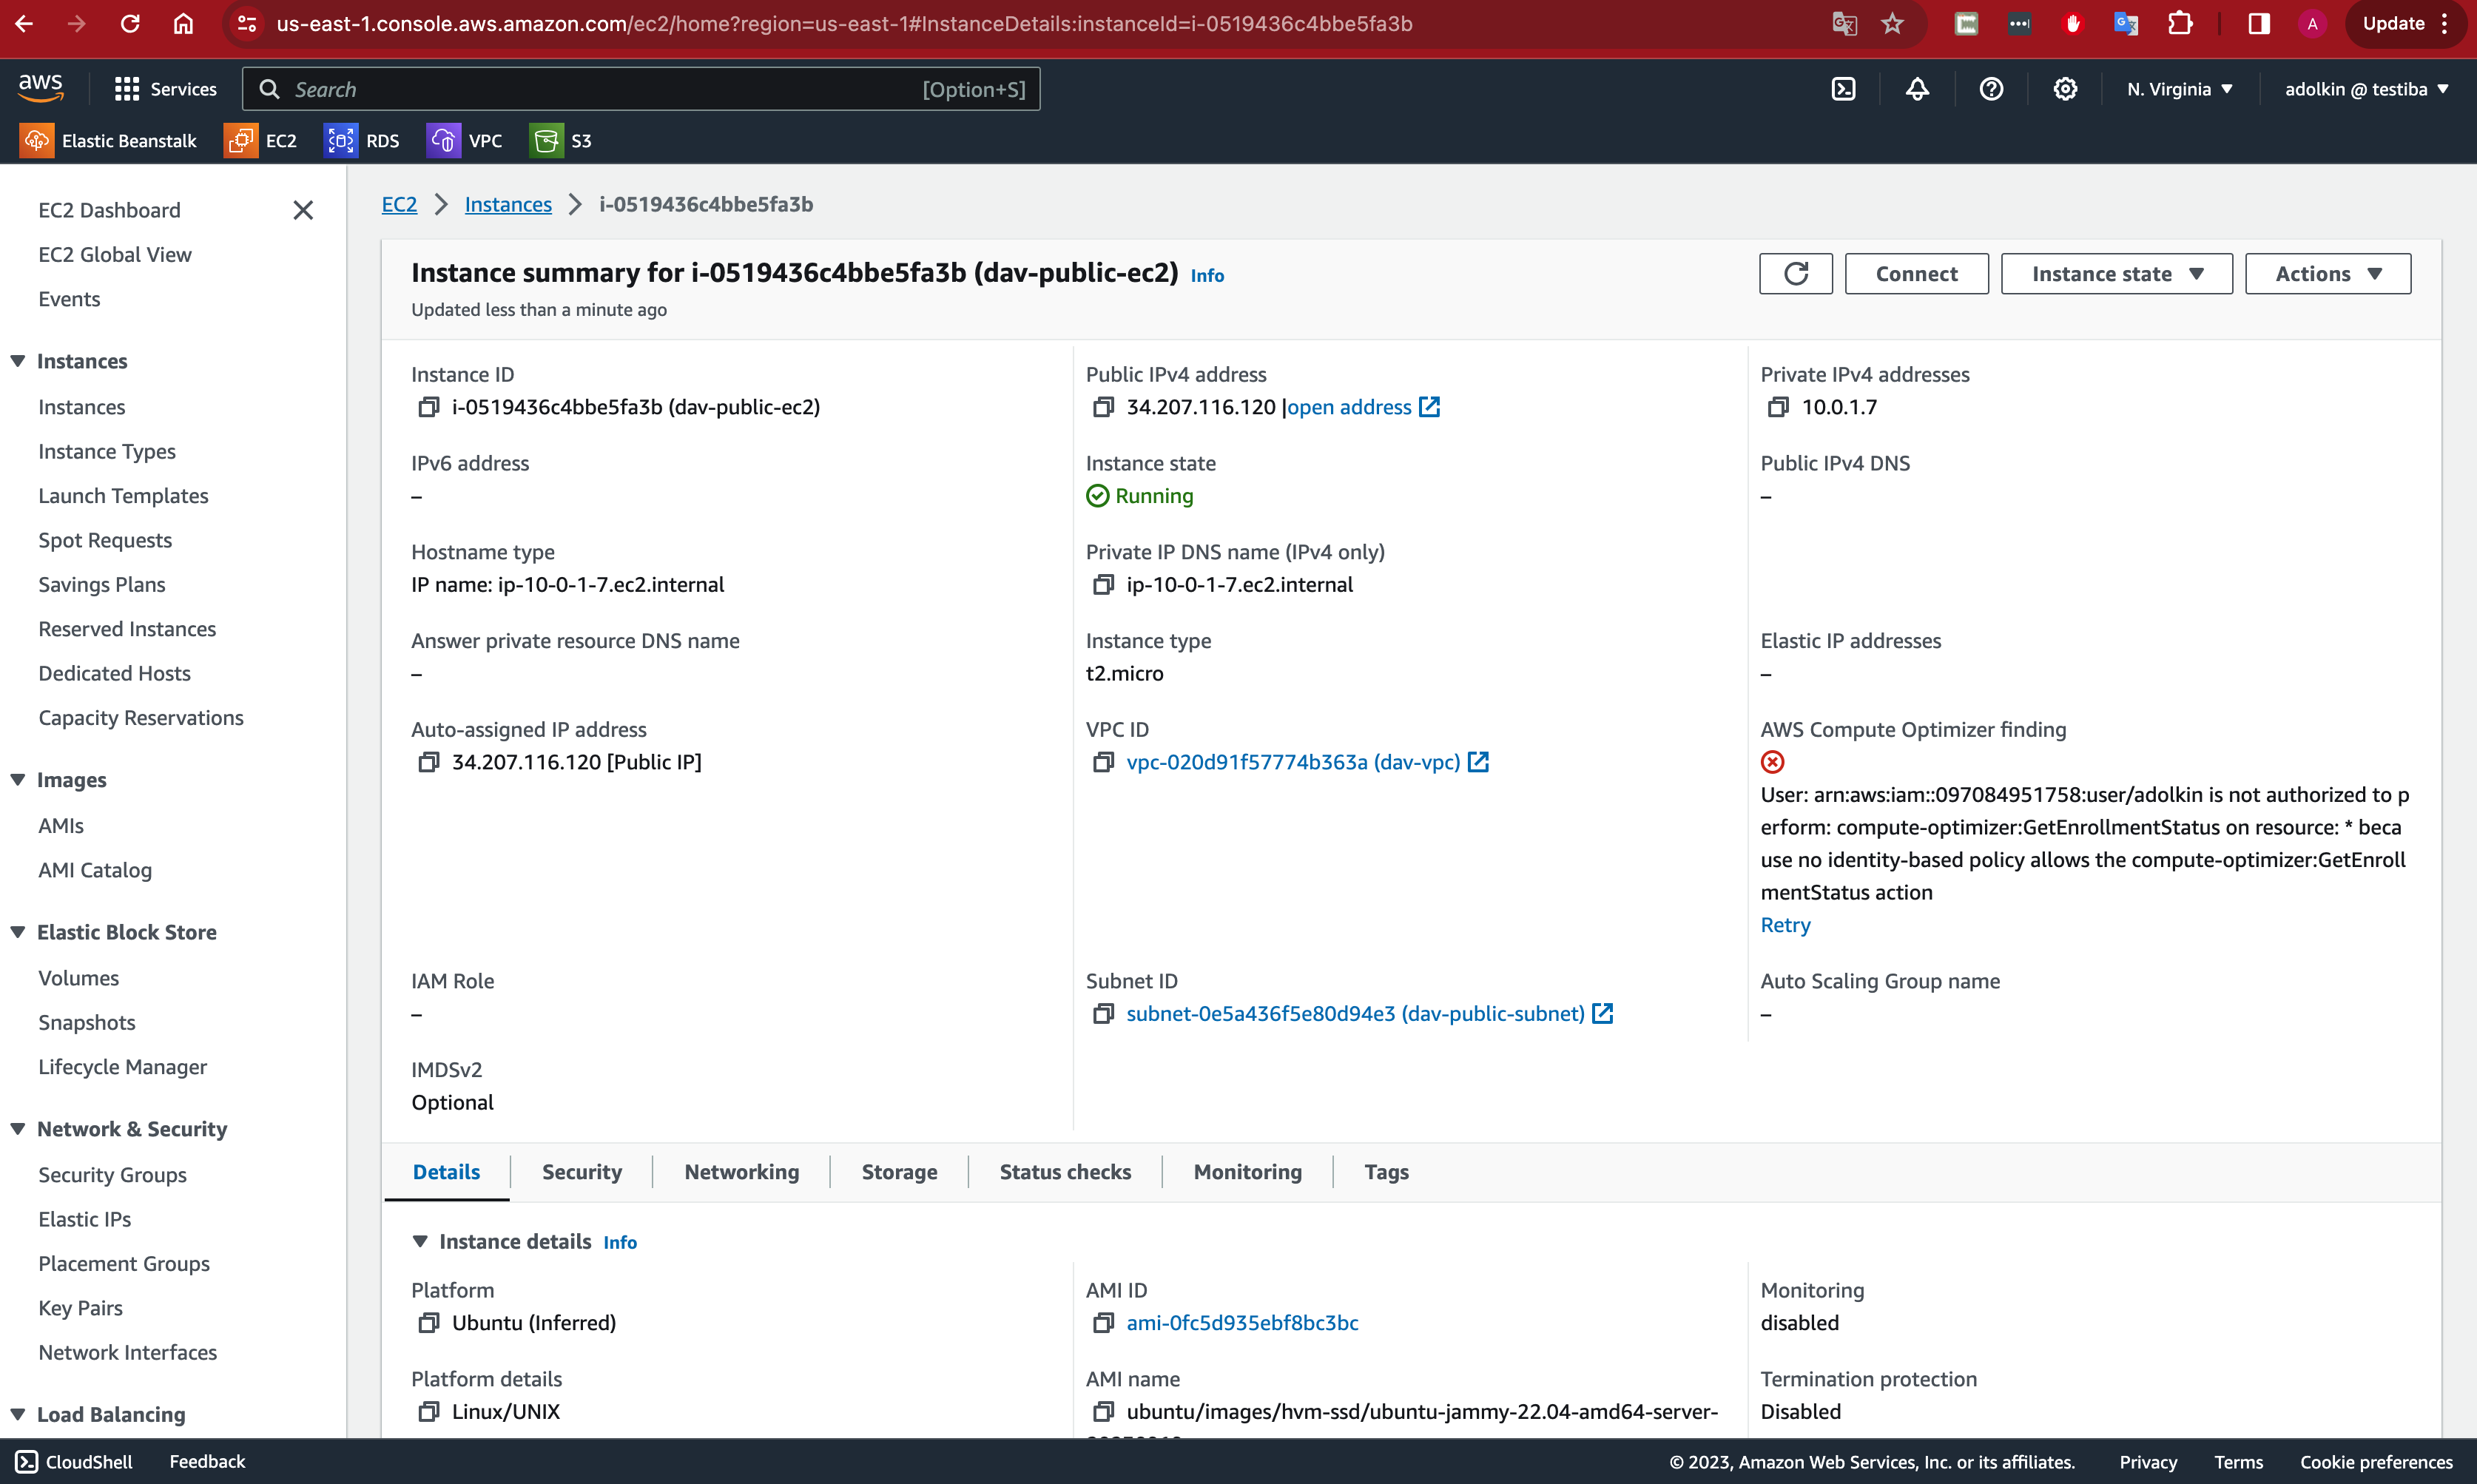 us-east-1.console.aws.amazon.com/ec2/home?region=us-east-1#InstanceDetails:instanceId=i-0519436c4bbe5fa3b
A
Update
aws
Services
Search
[Option+S]
N. Virginia
adolkin @ testiba
Elastic Beanstalk
EC2
RDS
VPC
S3
EC2 Dashboard
EC2 Global View
Events
Instances
Instances
Instance Types
Launch Templates
Spot Requests
Savings Plans
Reserved Instances
Dedicated Hosts
Capacity Reservations
Images
AMIs
AMI Catalog
Elastic Block Store
Volumes
Snapshots
Lifecycle Manager
Network & Security
Security Groups
Elastic IPs
Placement Groups
Key Pairs
Network Interfaces
Load Balancing
EC2 > Instances > i-0519436c4bbe5fa3b
Instance summary for i-0519436c4bbe5fa3b (dav-public-ec2) Info
Updated less than a minute ago
Connect
Instance state
Actions
Instance ID
i-0519436c4bbe5fa3b (dav-public-ec2)
Public IPv4 address
34.207.116.120 |open address
Private IPv4 addresses
10.0.1.7
IPv6 address
–
Instance state
Running
Public IPv4 DNS
–
Hostname type
IP name: ip-10-0-1-7.ec2.internal
Private IP DNS name (IPv4 only)
ip-10-0-1-7.ec2.internal
Answer private resource DNS name
–
Instance type
t2.micro
Elastic IP addresses
–
Auto-assigned IP address
34.207.116.120 [Public IP]
VPC ID
vpc-020d91f57774b363a (dav-vpc)
AWS Compute Optimizer finding
User: arn:aws:iam::097084951758:user/adolkin is not authorized to p
erform: compute-optimizer:GetEnrollmentStatus on resource: * beca
use no identity-based policy allows the compute-optimizer:GetEnroll
mentStatus action
Retry
IAM Role
–
Subnet ID
subnet-0e5a436f5e80d94e3 (dav-public-subnet)
Auto Scaling Group name
–
IMDSv2
Optional
Details
Security
Networking
Storage
Status checks
Monitoring
Tags
Instance details Info
Platform
Ubuntu (Inferred)
AMI ID
ami-0fc5d935ebf8bc3bc
Monitoring
disabled
Platform details
Linux/UNIX
AMI name
ubuntu/images/hvm-ssd/ubuntu-jammy-22.04-amd64-server-
Termination protection
Disabled
CloudShell
Feedback
© 2023, Amazon Web Services, Inc. or its affiliates.
Privacy
Terms
Cookie preferences